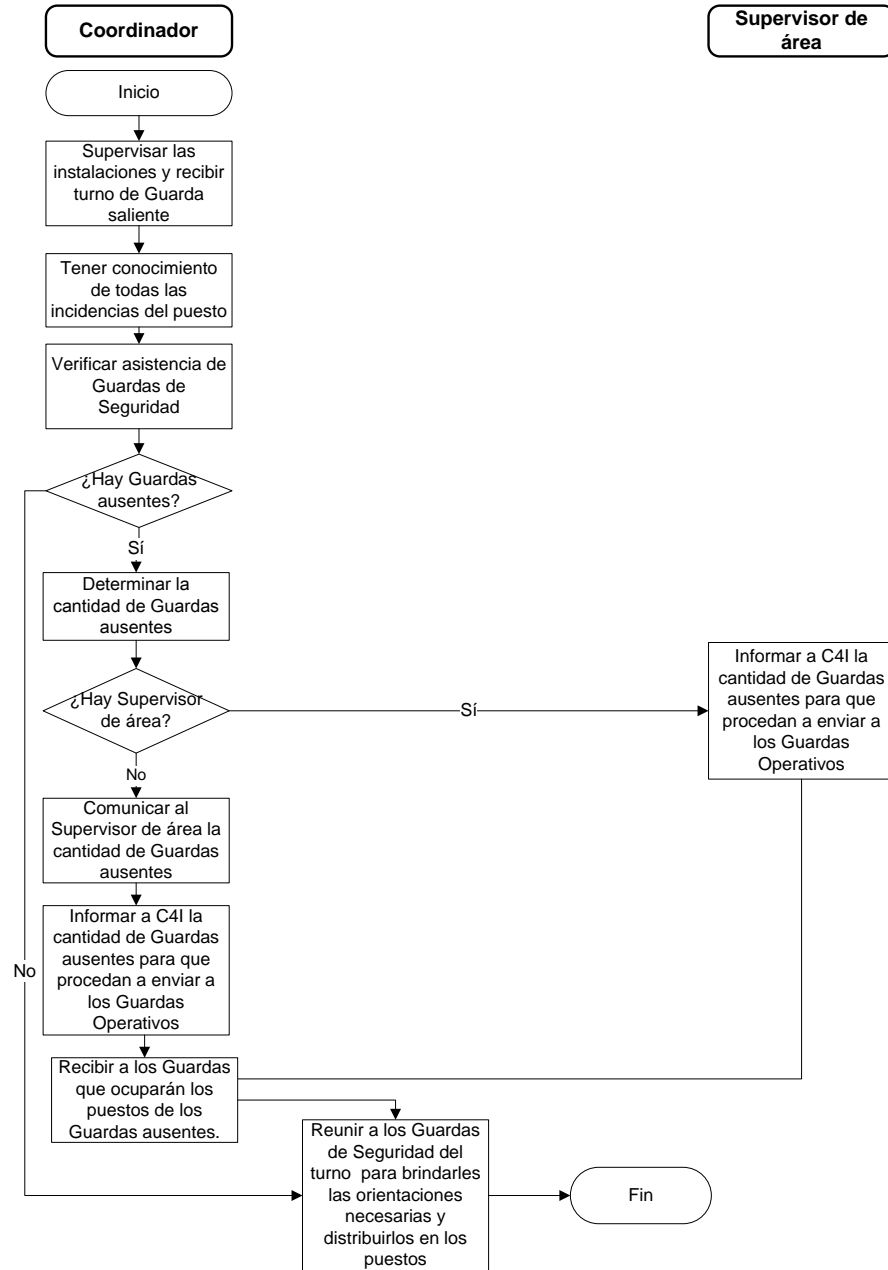 Coordinador
Supervisor de
área
Inicio
Supervisar las
instalaciones y recibir
turno de Guarda
saliente
Tener conocimiento
de todas las
incidencias del puesto
Verificar asistencia de
Guardas de
Seguridad
¿Hay Guardas
ausentes?
Sí
Determinar la
cantidad de Guardas
ausentes
¿Hay Supervisor
de área?
Sí
Informar a C4I la
cantidad de Guardas
ausentes para que
procedan a enviar a
los Guardas
Operativos
No
Comunicar al
Supervisor de área la
cantidad de Guardas
ausentes
Informar a C4I la
cantidad de Guardas
ausentes para que
procedan a enviar a
los Guardas
Operativos
No
Recibir a los Guardas
que ocuparán los
puestos de los
Guardas ausentes.
Reunir a los Guardas
de Seguridad del
turno  para brindarles
las orientaciones
necesarias y
distribuirlos en los
puestos
Fin